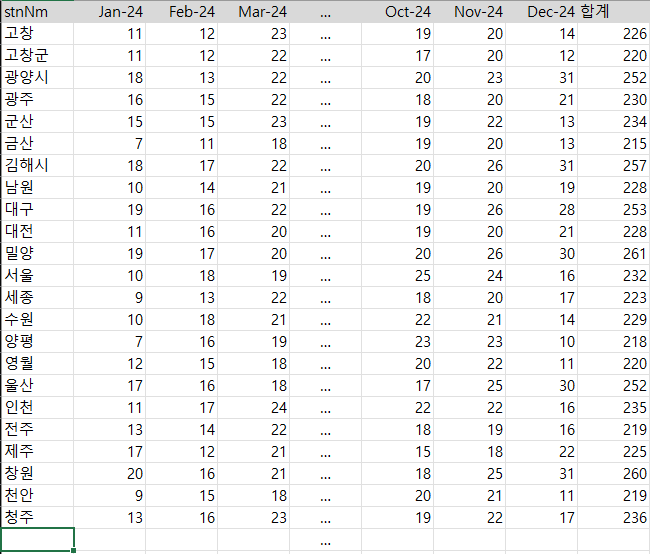 stnNm Jan-24 Feb-24 Mar-24 ... Oct-24 Nov-24 Dec-24 합계
고창 11 12 23 ... 19 20 14 226
고창군 11 12 22 ... 17 20 12 220
광양시 18 13 22 ... 20 23 31 252
광주 16 15 22 ... 18 20 21 230
군산 15 15 23 ... 19 22 13 234
금산 7 11 18 ... 19 20 13 215
김해시 18 17 22 ... 20 26 31 257
남원 10 14 21 ... 19 20 19 228
대구 19 16 22 ... 19 26 28 253
대전 11 16 20 ... 19 20 21 228
밀양 19 17 20 ... 20 26 30 261
서울 10 18 19 ... 25 24 16 232
세종 9 13 22 ... 18 20 17 223
수원 10 18 21 ... 22 21 14 229
양평 7 16 19 ... 23 23 10 218
영월 12 15 18 ... 20 22 11 220
울산 17 16 18 ... 17 25 30 252
인천 11 17 24 ... 22 22 16 235
전주 13 14 22 ... 18 19 16 219
제주 17 12 21 ... 15 18 22 225
창원 20 16 21 ... 18 25 31 260
천안 9 15 18 ... 20 21 11 219
청주 13 16 23 ... 19 22 17 236
...